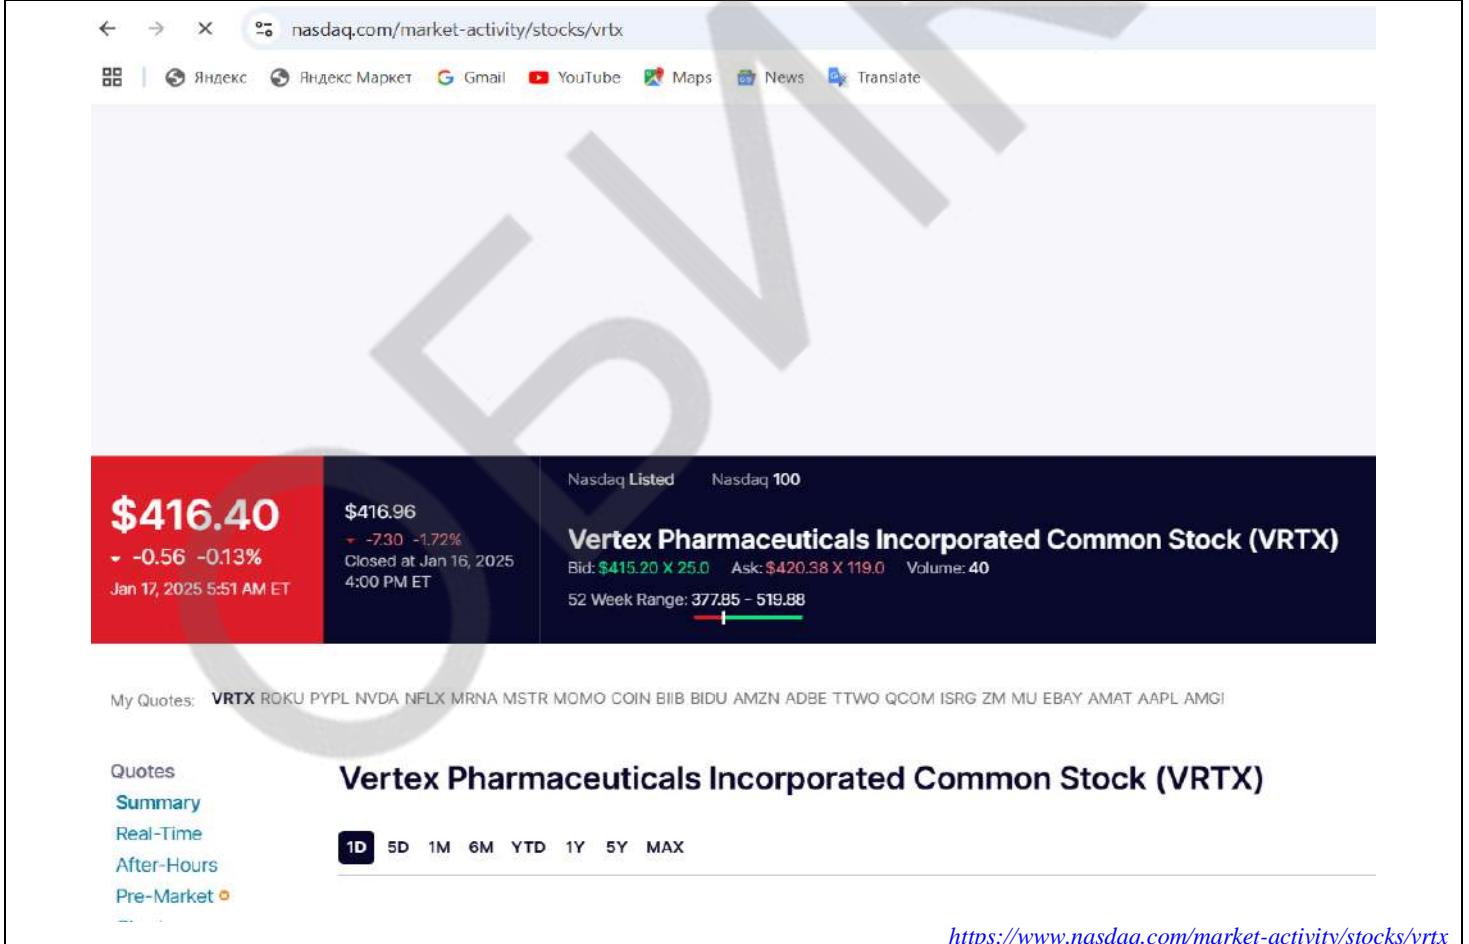 nasdaq.com/market-activity/stocks/vrtx
Яндекс Яндекс Маркет Gmail YouTube Maps News Translate
ОБИ
Nasdaq Listed Nasdaq 100
$416.40
-0.56 -0.13%
Jan 17, 2025 5:51 AM ET
$416.96
-7.30 -1.72%
Closed at Jan 16, 2025
4:00 PM ET
Vertex Pharmaceuticals Incorporated Common Stock (VRTX)
Bid: $415.20 X 25.0 Ask: $420.38 X 119.0 Volume: 40
52 Week Range: 377.85 - 519.88
My Quotes: VRTX ROKU PYPL NVDA NFLX MRNA MSTR MOMO COIN BIIB BIDU AMZN ADBE TTWO QCOM ISRG ZM MU EBAY AMAT AAPL
Quotes
Summary
Real-Time
After-Hours
Pre-Market
Vertex Pharmaceuticals Incorporated Common Stock (VRTX)
1D 5D 1M 6M YTD 1Y 5Y MAX
https://www.nasdaq.com/market-activity/stocks/vrtx